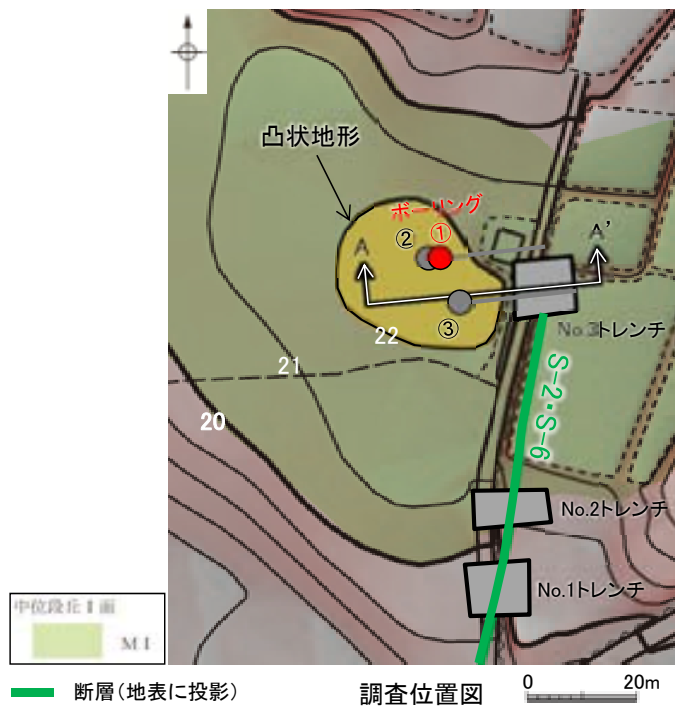 凸状地形
ボーリング
①
②
A
A'
③
22
No.3トレンチ
21
S-2・S-6
20
No.2トレンチ
No.1トレンチ
中位段丘Ⅰ面
MⅠ
断層(地表に投影)
調査位置図
0 20m